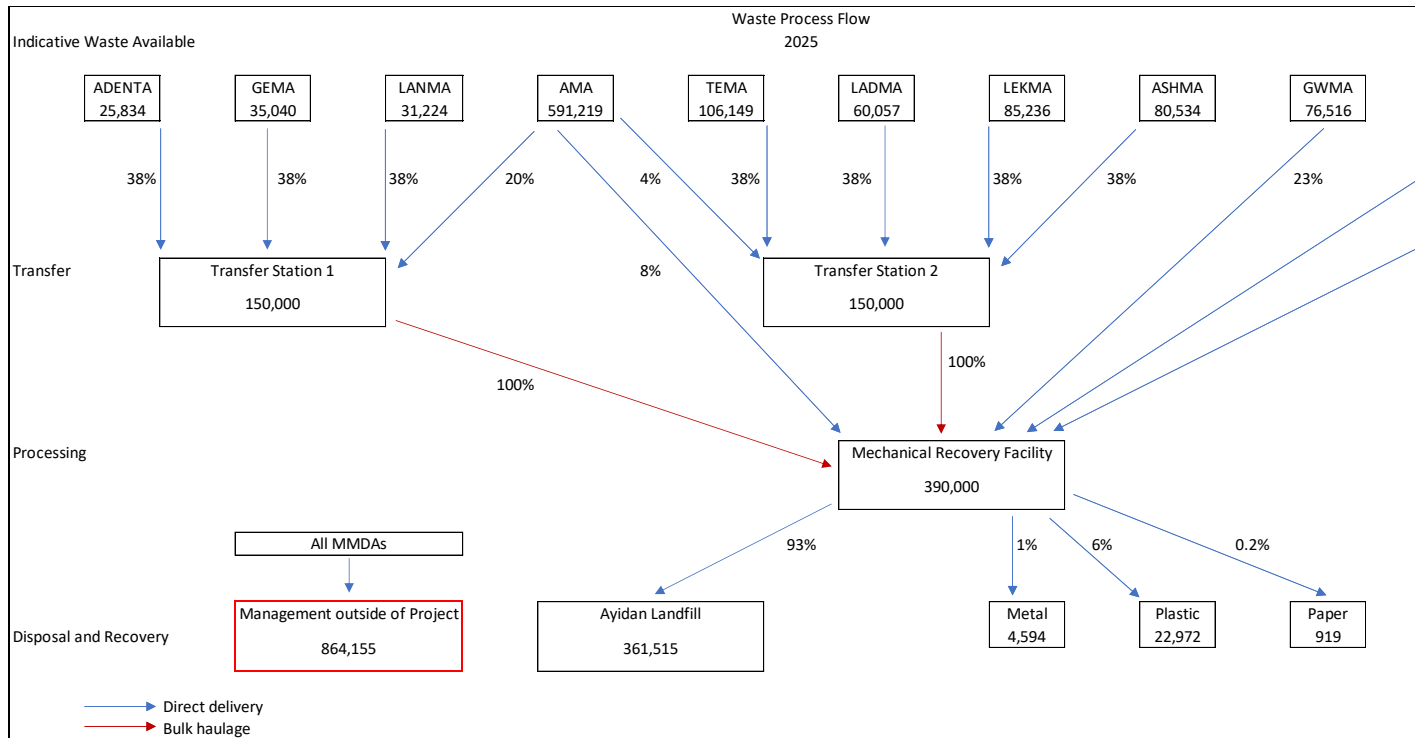 Waste Process Flow
Indicative Waste Available
2025
ADENTA
25,834
GEMA
35,040
LANMA
31,224
AMA
591,219
TEMA
106,149
LADMA
60,057
LEKMA
85,236
ASHMA
80,534
GWMA
76,516
38%
38%
38%
20%
4%
38%
38%
38%
38%
23%
Transfer
Transfer Station 1
150,000
8%
Transfer Station 2
150,000
100%
100%
Processing
Mechanical Recovery Facility
390,000
All MMDAs
93%
1%
6%
0.2%
Disposal and Recovery
Management outside of Project
864,155
Ayidan Landfill
361,515
Metal
4,594
Plastic
22,972
Paper
919
Direct delivery
Bulk haulage